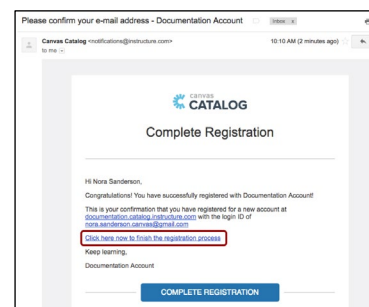 Please confirm your e-mail address - Documentation Account Inbox x
Canvas Catalog <notifications@instructure.com> 10:10 AM (2 minutes ago)
to me
canvas
CATALOG
Complete Registration
Hi Nora Sanderson,
Congratulations! You have successfully registered with Documentation Account!
This is your confirmation that you have registered for a new account at
documentation.catalog.instructure.com with the login ID of
nora.sanderson.canvas@gmail.com
Click here now to finish the registration process
Keep learning,
Documentation Account
COMPLETE REGISTRATION